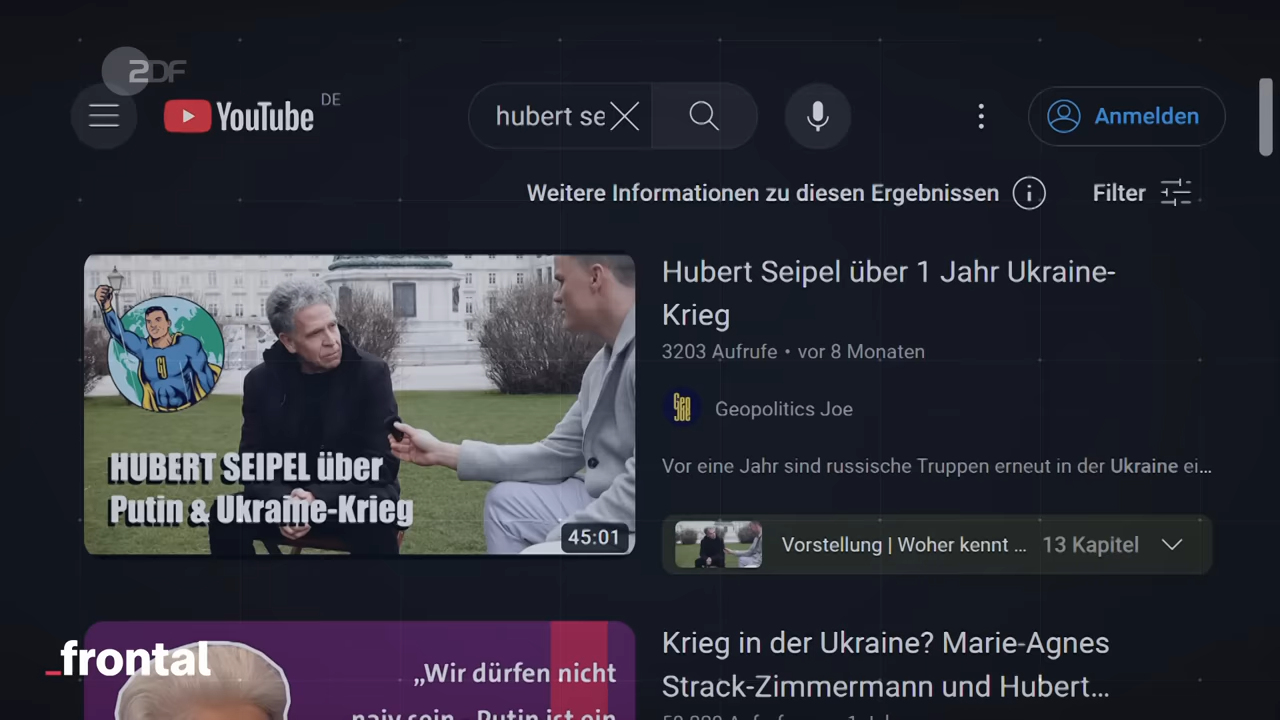 ZDF
YouTube DE
hubert se
Anmelden
Weitere Informationen zu diesen Ergebnissen
Filter
HUBERT SEIPEL über
Putin & Ukraine-Krieg
45:01
Hubert Seipel über 1 Jahr Ukraine-
Krieg
3203 Aufrufe • vor 8 Monaten
GEO JOE
Geopolitics Joe
Vor eine Jahr sind russische Truppen erneut in der Ukraine ei...
Vorstellung | Woher kennt ... 13 Kapitel
_frontal
„Wir dürfen nicht
naiv sein. Putin ist ein
Krieg in der Ukraine? Marie-Agnes
Strack-Zimmermann und Hubert...